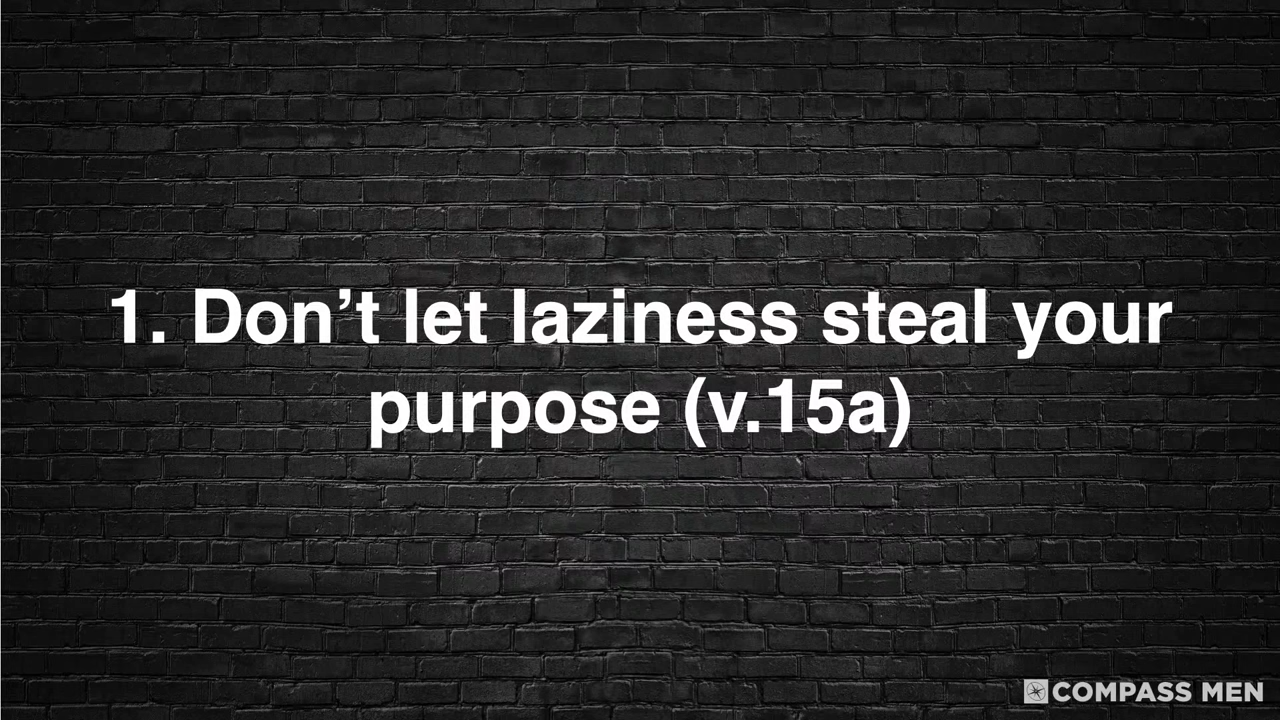 1. Don’t let laziness steal your
purpose (v.15a)
COMPASS MEN